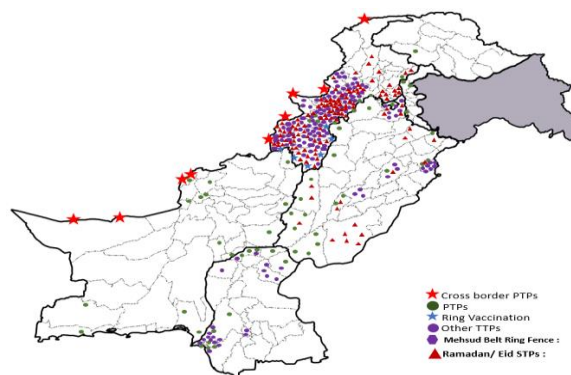 Cross border PTPs
PTPs
Ring Vaccination
Other TTPs
Mehsud Belt Ring Fence :
Ramadan/ Eid STPs :